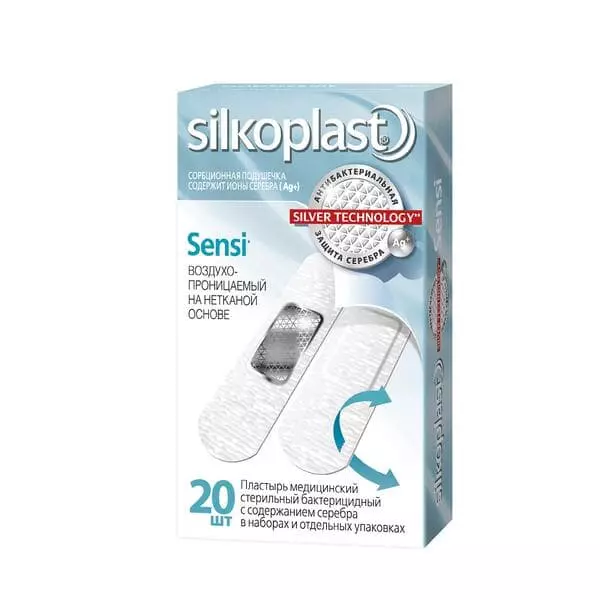 silkoplast®
СОРБЦИОННАЯ ПОДУШЕЧКА
СОДЕРЖИТ ИОНЫ СЕРЕБРА (Ag+)
АНТИБАКТЕРИАЛЬНАЯ
SILVER TECHNOLOGY**
ЗАЩИТА СЕРЕБРА
Ag+
Sensi*
ВОЗДУХО-
ПРОНИЦАЕМЫЙ
НА НЕТКАНОЙ
ОСНОВЕ
20
ШТ
Пластырь медицинский
стерильный бактерицидный
с содержанием серебра
в наборах и отдельных упаковках
Sensi
silkoplast